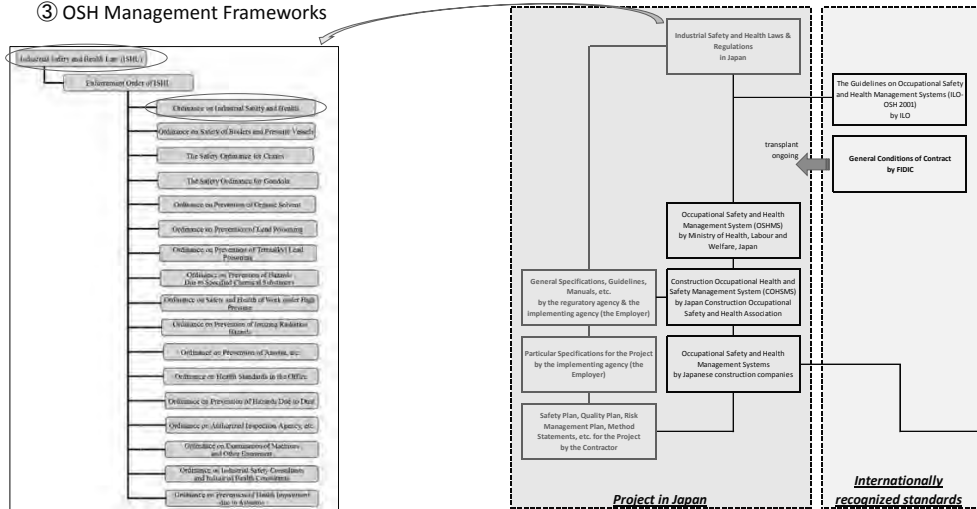 ③ OSH Management Frameworks
Industrial Safety and Health Law (ISHL)
Enforcement Order of ISHL
Ordinance on Industrial Safety and Health
Ordinance on Safety of Boilers and Pressure Vessels
The Safety Ordinance for Cranes
The Safety Ordinance for Gondola
Ordinance on Prevention of Organic Solvent
Ordinance on Prevention of Lead Poisoning
Ordinance on Prevention of Tetraalkyl Lead
Poisoning
Ordinance on Prevention of Hazards
Due to Specified Chemical Substances
Ordinance on Safety and Health of Work under High
Pressure
Ordinance on Prevention of Ionizing Radiation
Hazards
Ordinance on Prevention of Anoxia, etc.
Ordinance on Health Standards in the Office
Ordinance on Prevention of Hazards Due to Dust
Ordinance on Authorized Inspection Agency, etc.
Ordinance on Examination of Machines
and Other
Ordinance on Industrial Safety Consultants
and Industrial Health Consultants
Ordinance on Prevention of Health Impairment
due to Asbestos
Industrial Safety and Health Laws &
Regulations
in Japan
The Guidelines on Occupational Safety
and Health Management Systems (ILO-
OSH 2001)
by ILO
transplant
ongoing
General Conditions of Contract
by FIDIC
Occupational Safety and Health
Management System (OSHMS)
by Ministry of Health, Labour and
Welfare, Japan
General Specifications, Guidelines,
Manuals, etc.
by the reguratory agency & the
implementing agency (the Employer)
Construction Occupational Health and
Safety Management System (COHSMS)
by Japan Construction Occupational
Safety and Health Association
Particular Specifications for the Project
by the implementing agency (the
Employer)
Occupational Safety and Health
Management Systems
by Japanese construction companies
Safety Plan, Quality Plan, Risk
Management Plan, Method
Statements, etc. for the Project
by the Contractor
Project in Japan
Internationally
recognized standards